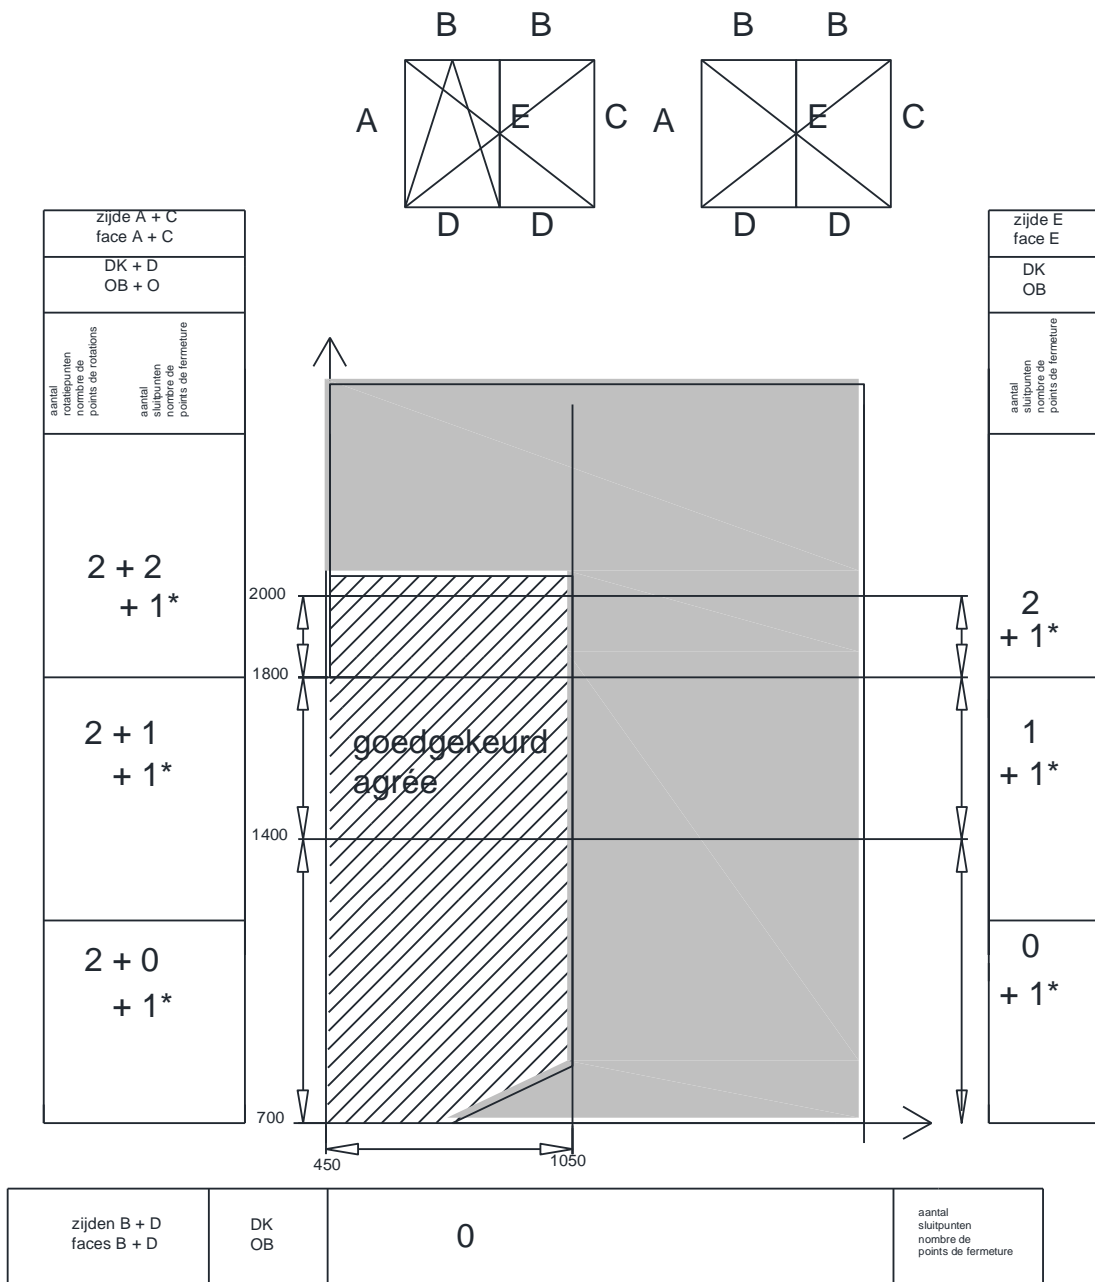 B B B B
A E C A E C
D D D D
zijde A + C
face A + C
DK + D
OB + O
aantal
rotatiepunten
nombre de
points de rotations
aantal
sluitpunten
nombre de
points de fermeture
2 + 2
+ 1*
2 + 1
+ 1*
2 + 0
+ 1*
2000
1800
1400
700
goedgekeurd
agrée
450
1050
zijde E
face E
DK
OB
aantal
sluitpunten
nombre de
points de fermeture
2
+ 1*
1
+ 1*
0
+ 1*
zijden B + D
faces B + D
DK
OB
0
aantal
sluitpunten
nombre de
points de fermeture